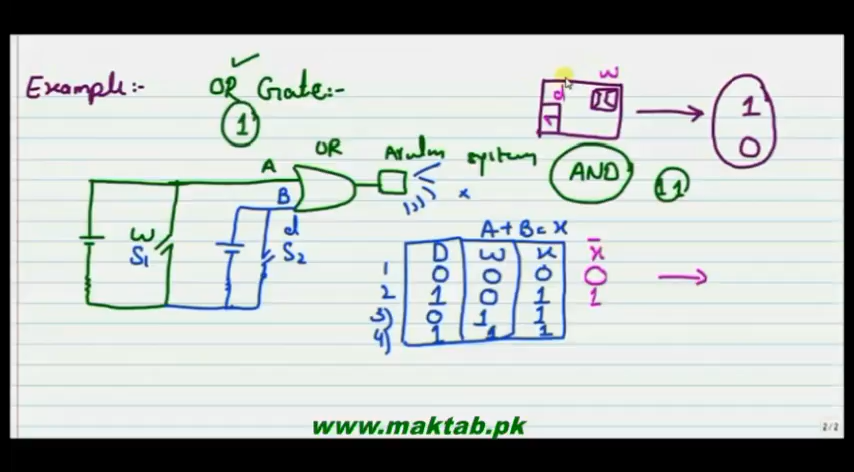 Example:- OR Gate:-
1
w
d
1
0
OR
Aralm system
A
B
AND
11
x
w
S1
d
S2
A + B = x
D w x x̄
1 0 0 0 0
2 1 0 1 1
3) 0 1 1
4) 1 1 1
www.maktab.pk
2/2